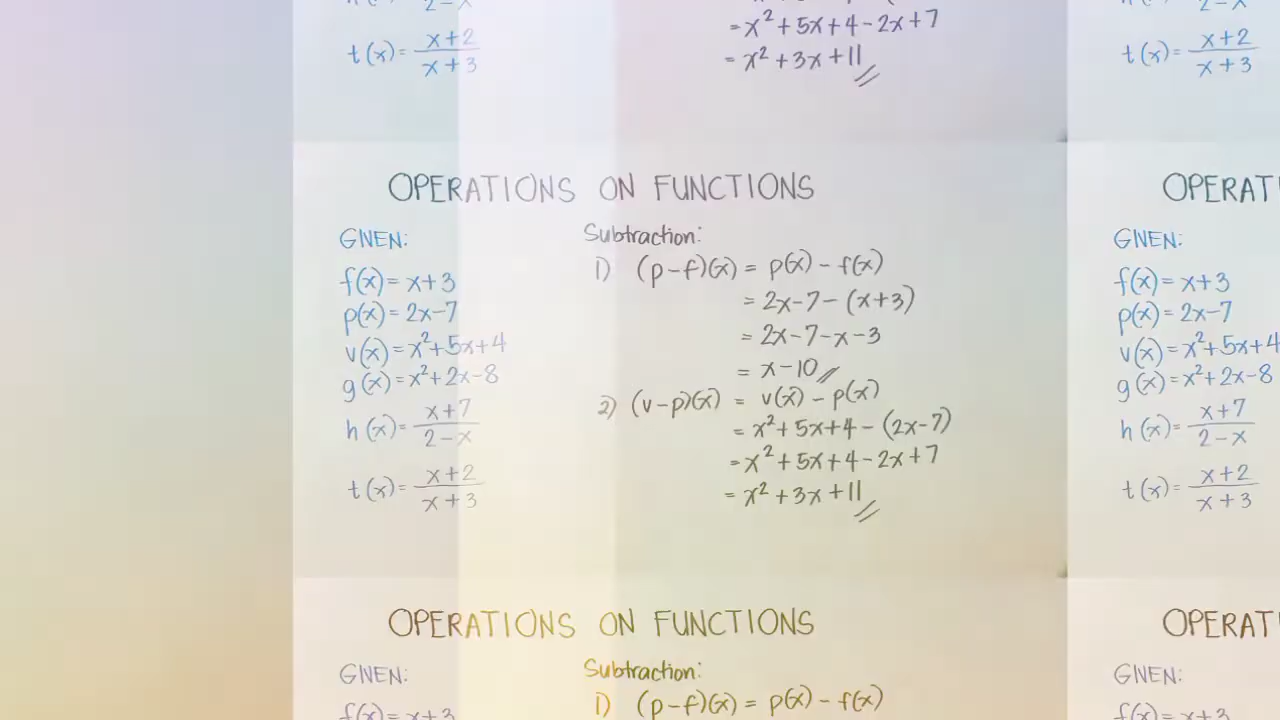 t(x) = x+2 / x+3
= x² + 5x + 4 - 2x + 7
= x² + 3x + 11
t(x) = x+2 / x+3
OPERATIONS ON FUNCTIONS
GIVEN:
f(x) = x+3
p(x) = 2x-7
v(x) = x²+5x+4
g(x) = x²+2x-8
h(x) = x+7 / 2-x
t(x) = x+2 / x+3
Subtraction:
1) (p-f)(x) = p(x) - f(x)
= 2x-7-(x+3)
= 2x-7-x-3
= x-10
2) (v-p)(x) = v(x) - p(x)
= x²+5x+4-(2x-7)
= x²+5x+4-2x+7
= x²+3x+11
OPERATI
GIVEN:
f(x) = x+3
p(x) = 2x-7
v(x) = x²+5x+4
g(x) = x²+2x-8
h(x) = x+7 / 2-x
t(x) = x+2 / x+3
OPERATIONS ON FUNCTIONS
GIVEN:
f(x) = x+3
Subtraction:
1) (p-f)(x) = p(x) - f(x)
OPERAT
GIVEN:
f(x) = x+3